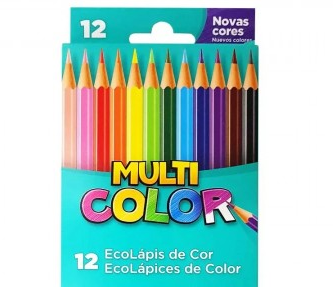 12
Novas
cores
Nuevos colores
MULTI
COLOR
12 EcoLápis de Cor
EcoLápices de Color